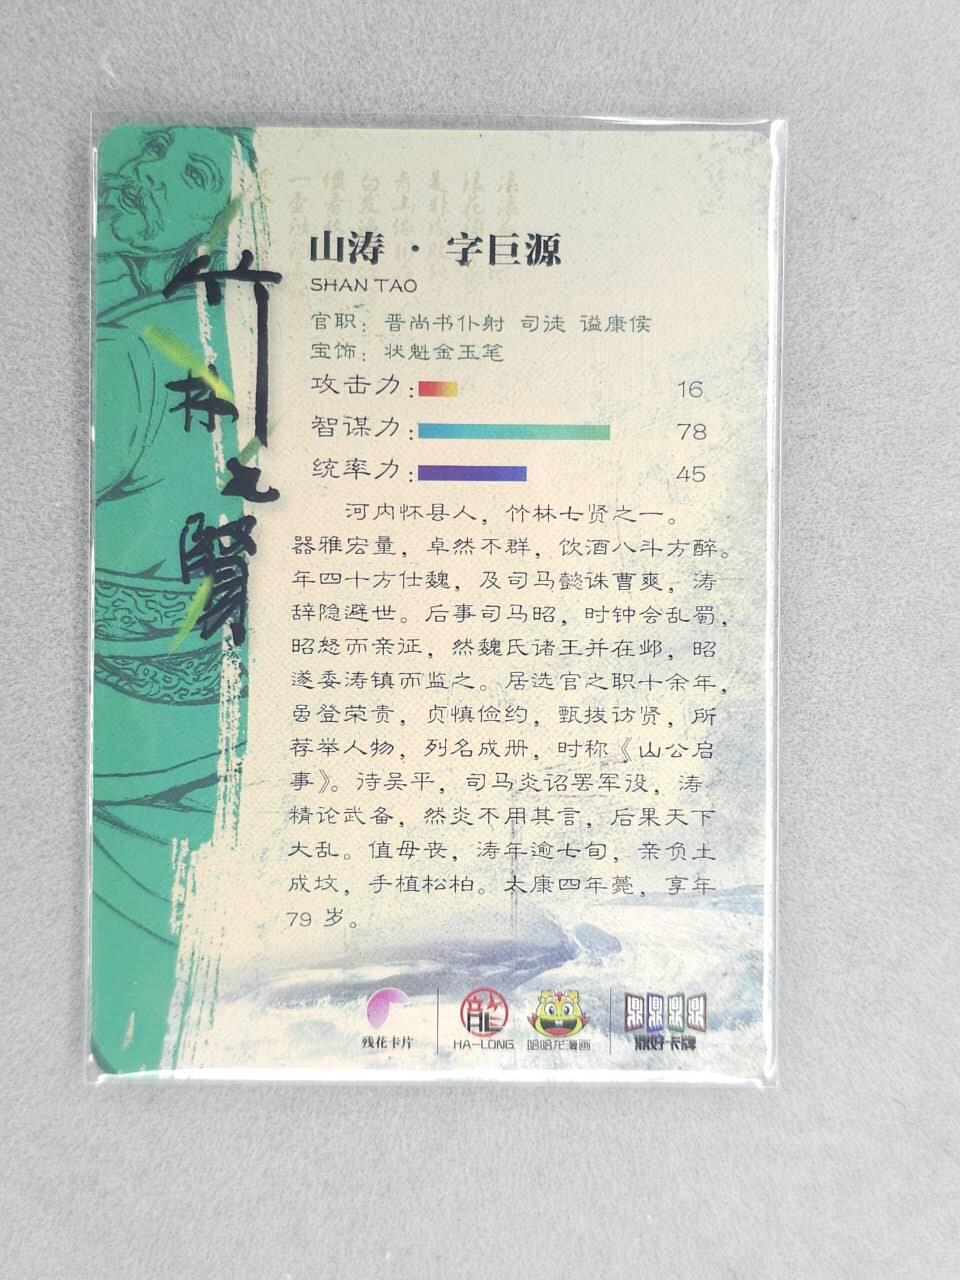 竹林之賢
山涛·字巨源
SHAN TAO
官职：晋尚书仆射 司徒 谥康侯
宝饰：状魁金玉笔
攻击力： 16
智谋力： 78
统率力： 45
河内怀县人，竹林七贤之一。
器雅宏量，卓然不群，饮酒八斗方醉。
年四十方仕魏，及司马懿诛曹爽，涛
辞隐避世。后事司马昭，时钟会乱蜀，
昭怒而亲征，然魏氏诸王并在邺，昭
遂委涛镇而监之。居选官之职十余年，
虽登荣贵，贞慎俭约，甄拔访贤，所
荐举人物，列名成册，时称《山公启
事》。待吴平，司马炎诏罢军役，涛
精论武备，然炎不用其言，后果天下
大乱。值母丧，涛年逾七旬，亲负土
成坟，手植松柏。太康四年薨，享年
79 岁。
残花卡片
龍
HA-LONG
哈哈龙漫画
鼎鼎鼎鼎
鼎好卡牌